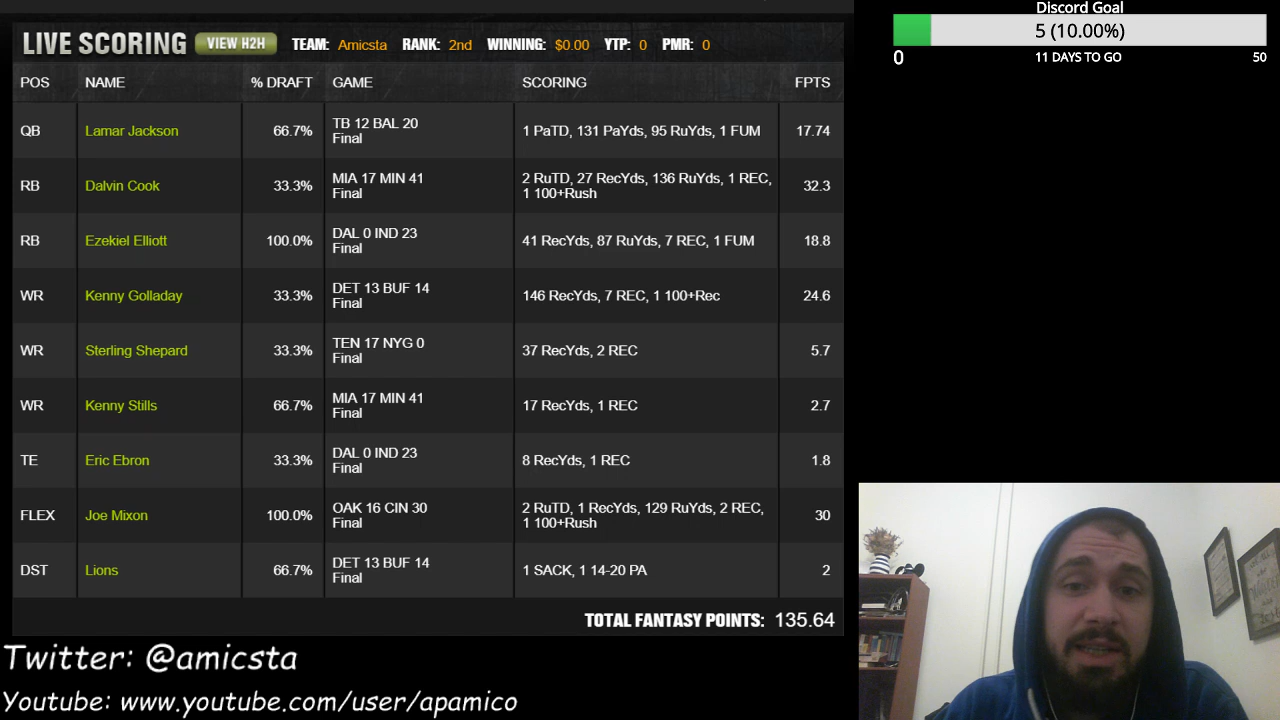 LIVE SCORING VIEW H2H TEAM: Amicsta RANK: 2nd WINNING: $0.00 YTP: 0 PMR: 0
POS NAME % DRAFT GAME SCORING FPTS
QB Lamar Jackson 66.7% TB 12 BAL 20 Final 1 PaTD, 131 PaYds, 95 RuYds, 1 FUM 17.74
RB Dalvin Cook 33.3% MIA 17 MIN 41 Final 2 RuTD, 27 RecYds, 136 RuYds, 1 REC, 1 100+Rush 32.3
RB Ezekiel Elliott 100.0% DAL 0 IND 23 Final 41 RecYds, 87 RuYds, 7 REC, 1 FUM 18.8
WR Kenny Golladay 33.3% DET 13 BUF 14 Final 146 RecYds, 7 REC, 1 100+Rec 24.6
WR Sterling Shepard 33.3% TEN 17 NYG 0 Final 37 RecYds, 2 REC 5.7
WR Kenny Stills 66.7% MIA 17 MIN 41 Final 17 RecYds, 1 REC 2.7
TE Eric Ebron 33.3% DAL 0 IND 23 Final 8 RecYds, 1 REC 1.8
FLEX Joe Mixon 100.0% OAK 16 CIN 30 Final 2 RuTD, 1 RecYds, 129 RuYds, 2 REC, 1 100+Rush 30
DST Lions 66.7% DET 13 BUF 14 Final 1 SACK, 1 14-20 PA 2
TOTAL FANTASY POINTS: 135.64
Twitter: @amicsta
Youtube: www.youtube.com/user/apamico
Discord Goal
5 (10.00%)
0 11 DAYS TO GO 50